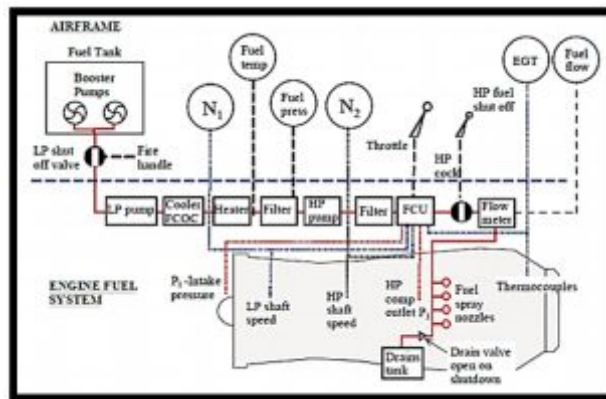 AIRFRAME
Fuel Tank
Booster
Pumps
LP shut
off valve
Fire
handle
N1
Fuel
temp
Fuel
press
N2
Throttle
HP fuel
shut off
HP
cock
EGT
Fuel
flow
LP pump
Cooler
FCOC
Heater
Filter
HP
pump
Filter
FCU
Flow
meter
ENGINE FUEL
SYSTEM
P1 -Intake
pressure
LP shaft
speed
HP
shaft
speed
HP
comp
outlet P3
Fuel
spray
nozzles
Thermocouples
Drains
tank
Drain valve
open on
shutdown